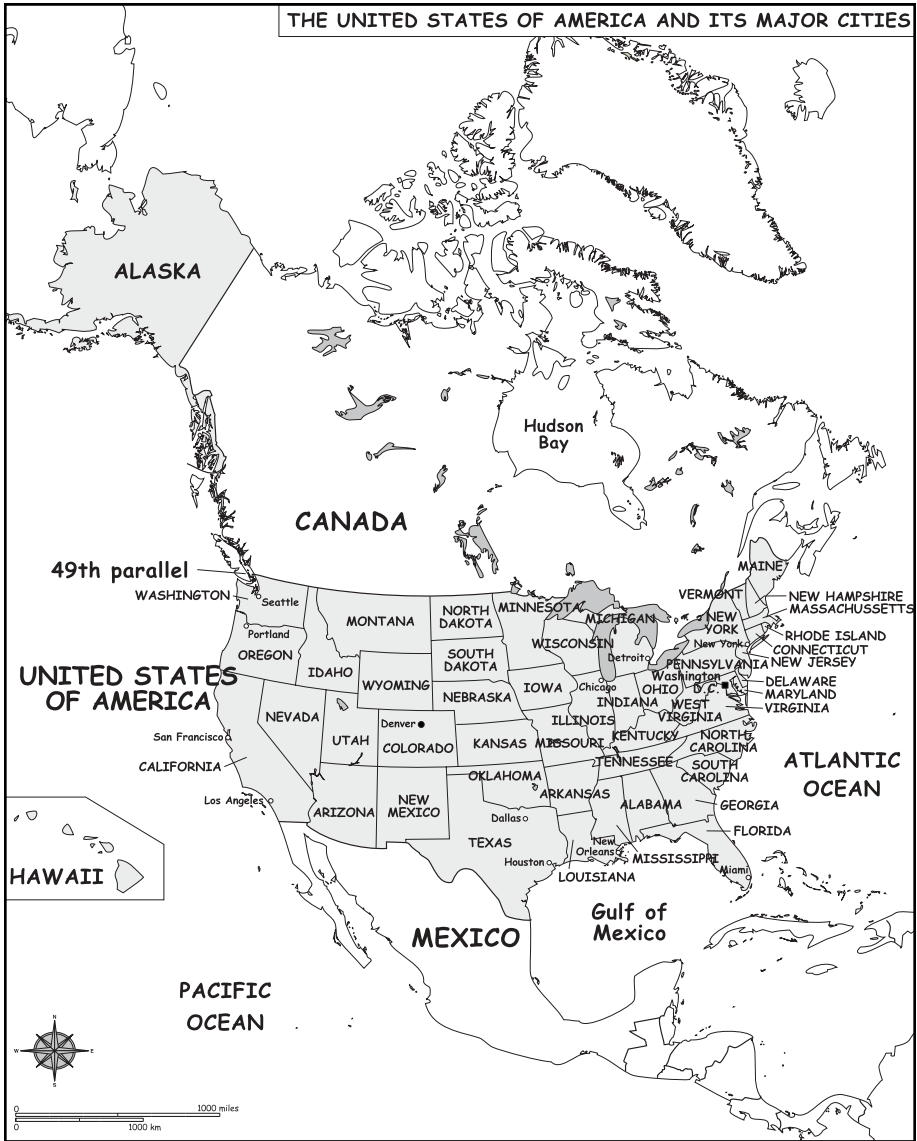 THE UNITED STATES OF AMERICA AND ITS MAJOR CITIES
ALASKA
Hudson
Bay
CANADA
49th parallel
WASHINGTON
Seattle
Portland
OREGON
IDAHO
MONTANA
NORTH
DAKOTA
MINNESOTA
MICHIGAN
WISCONSIN
Detroit
MAINE
VERMONT
NEW HAMPSHIRE
MASSACHUSSETTS
NEW
YORK
New York
RHODE ISLAND
CONNECTICUT
NEW JERSEY
PENNSYLVANIA
Washington
D.C.
DELAWARE
MARYLAND
VIRGINIA
UNITED STATES
OF AMERICA
WYOMING
SOUTH
DAKOTA
NEBRASKA
IOWA
Chicago
ILLINOIS
INDIANA
OHIO
WEST
VIRGINIA
NEVADA
UTAH
Denver
COLORADO
KANSAS
MISSOURI
KENTUCKY
NORTH
CAROLINA
TENNESSEE
SOUTH
CAROLINA
San Francisco
CALIFORNIA
Los Angeles
ARIZONA
NEW
MEXICO
OKLAHOMA
ARKANSAS
ALABAMA
GEORGIA
FLORIDA
Dallas
TEXAS
Houston
New
Orleans
LOUISIANA
MISSISSIPPI
Miami
ATLANTIC
OCEAN
HAWAII
Gulf of
Mexico
MEXICO
PACIFIC
OCEAN
N
W
E
S
0
1000 miles
0
1000 km